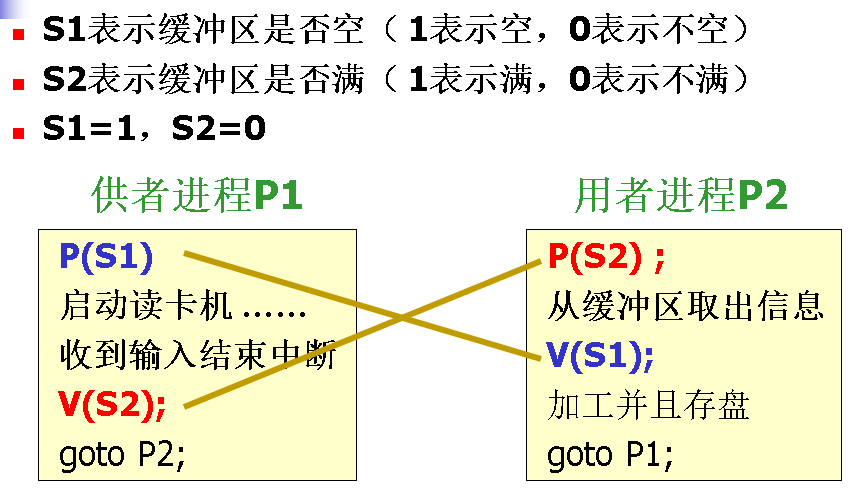 S1表示缓冲区是否空（1表示空，0表示不空）
S2表示缓冲区是否满（1表示满，0表示不满）
S1=1，S2=0
供者进程P1
P(S1)
启动读卡机……
收到输入结束中断
V(S2);
goto P2;
用者进程P2
P(S2) ;
从缓冲区取出信息
V(S1);
加工并且存盘
goto P1;